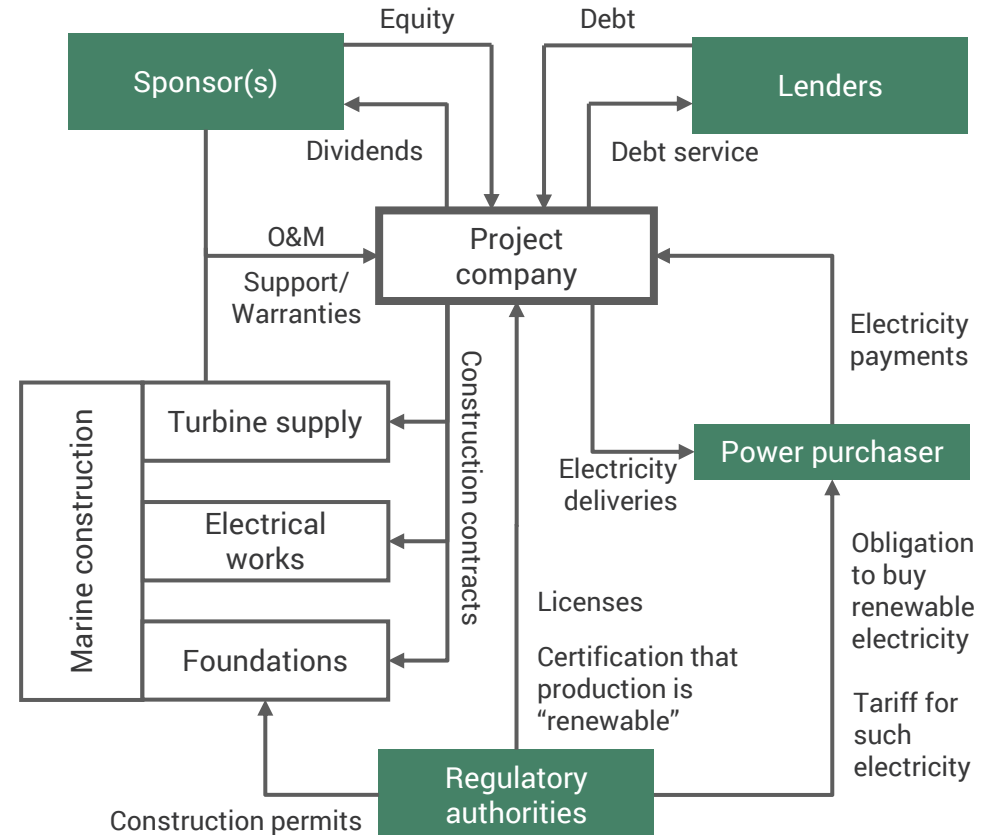 Equity
Debt
Sponsor(s)
Lenders
Dividends
Debt service
O&M
Support/
Warranties
Project
company
Electricity
payments
Construction contracts
Marine construction
Turbine supply
Power purchaser
Electricity
deliveries
Electrical
works
Obligation
to buy
renewable
electricity
Licenses
Foundations
Certification that
production is
“renewable”
Tariff for
such
electricity
Regulatory
authorities
Construction permits